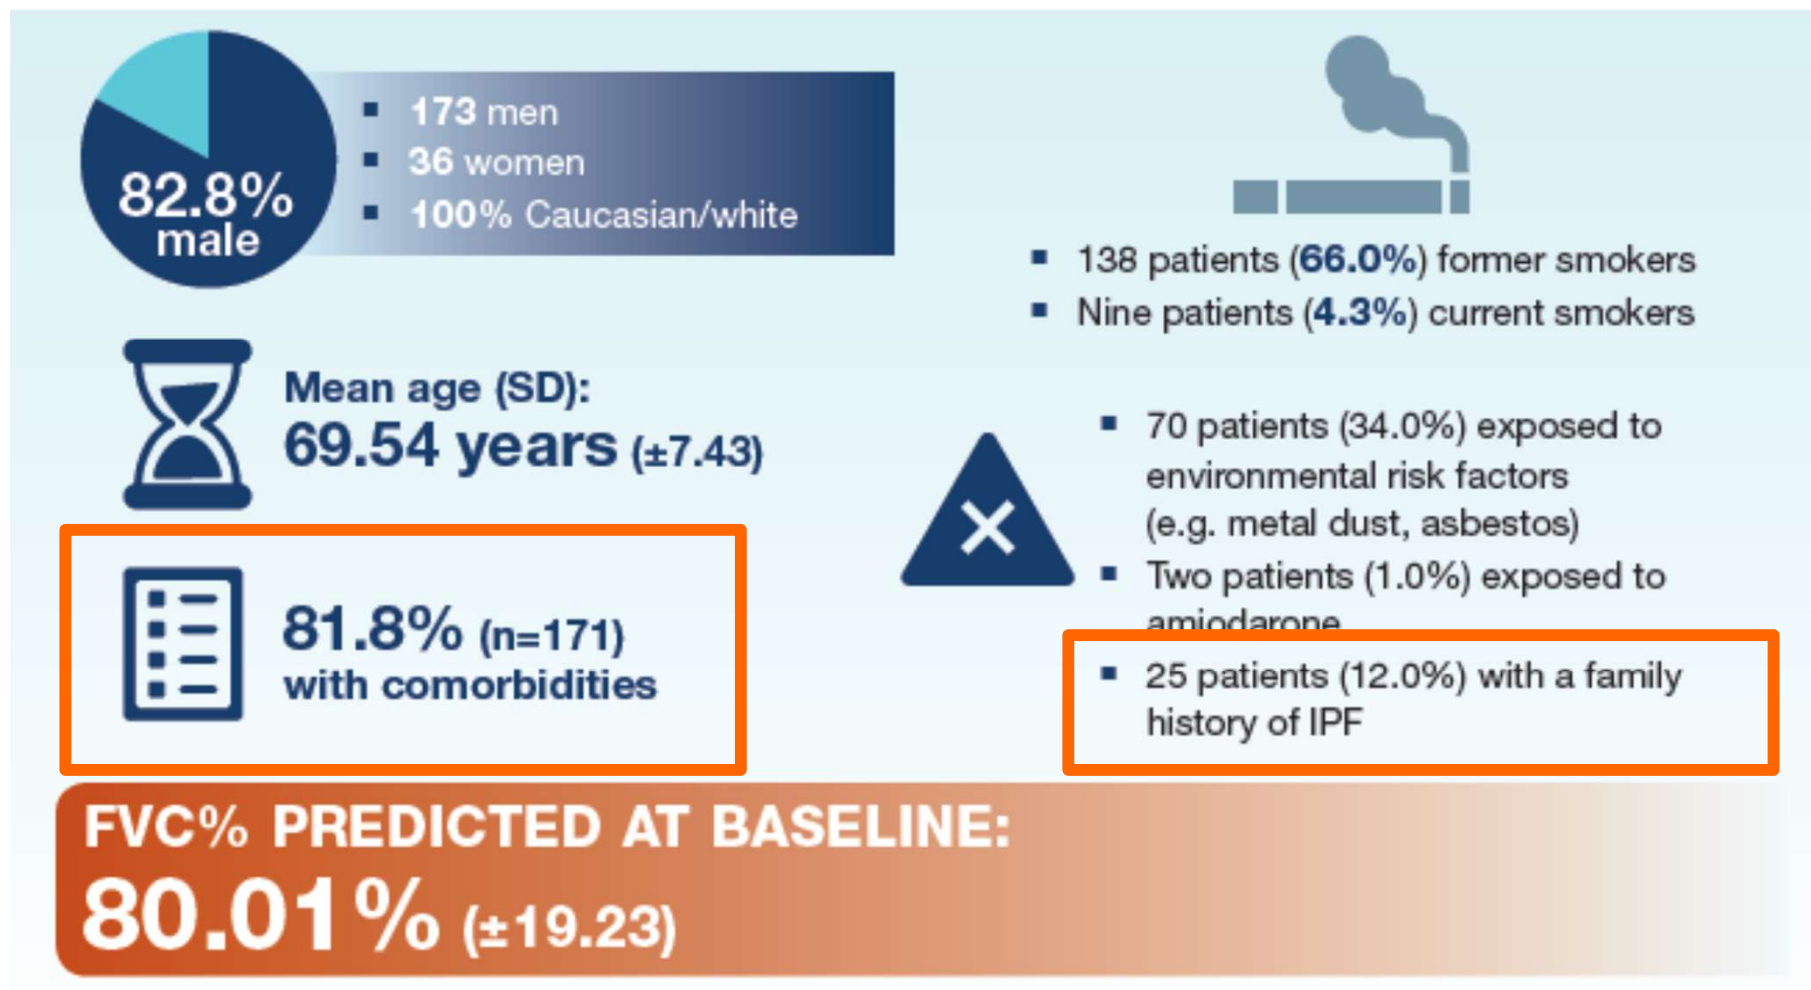 82.8%
male
▪ 173 men
▪ 36 women
▪ 100% Caucasian/white
▪ 138 patients (66.0%) former smokers
▪ Nine patients (4.3%) current smokers
Mean age (SD):
69.54 years (±7.43)
81.8% (n=171)
with comorbidities
▪ 70 patients (34.0%) exposed to
environmental risk factors
(e.g. metal dust, asbestos)
▪ Two patients (1.0%) exposed to
amiodarone
▪ 25 patients (12.0%) with a family
history of IPF
FVC% PREDICTED AT BASELINE:
80.01% (±19.23)